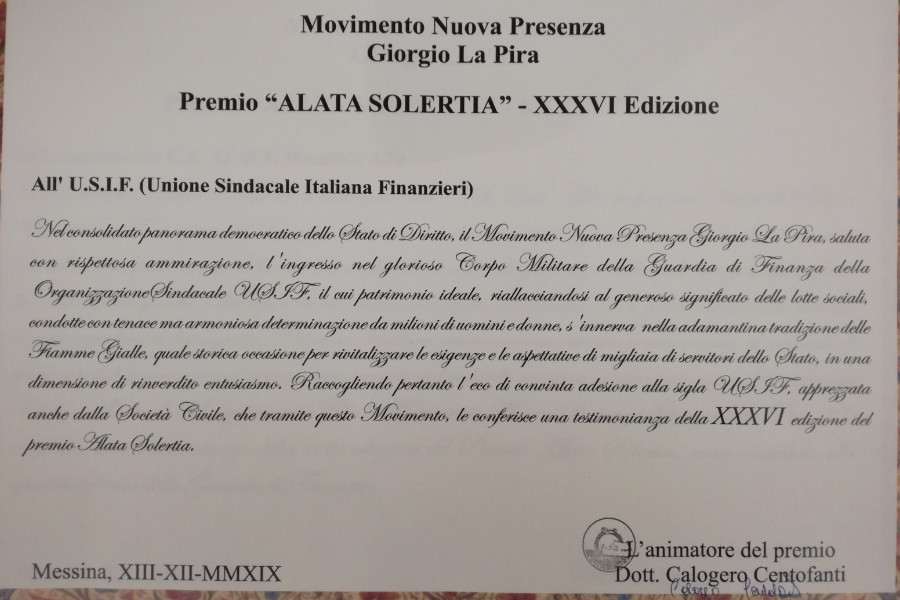 Movimento Nuova Presenza
Giorgio La Pira
Premio “ALATA SOLERTIA” - XXXVI Edizione
All' U.S.I.F. (Unione Sindacale Italiana Finanzieri)
Nel consolidato panorama democratico dello Stato di Diritto, il Movimento Nuova Presenza Giorgio La Pira, saluta
con rispettosa ammirazione, l'ingresso nel glorioso Corpo Militare della Guardia di Finanza della
Organizzazione Sindacale USIF, il cui patrimonio ideale, riallacciandosi al generoso significato delle lotte sociali,
condotte con tenace ma armoniosa determinazione da milioni di uomini e donne, s'innerva nella adamantina tradizione delle
Fiamme Gialle, quale storica occasione per rivitalizzare le esigenze e le aspettative di migliaia di servitori dello Stato, in una
dimensione di rinverdito entusiasmo. Raccogliendo pertanto l'eco di convinta adesione alla sigla USIF, apprezzata
anche dalla Società Civile, che tramite questo Movimento, le conferisce una testimonianza della XXXVI edizione del
premio Alata Solertia.
L'animatore del premio
Messina, XIII-XII-MMXIX
Dott. Calogero Centofanti